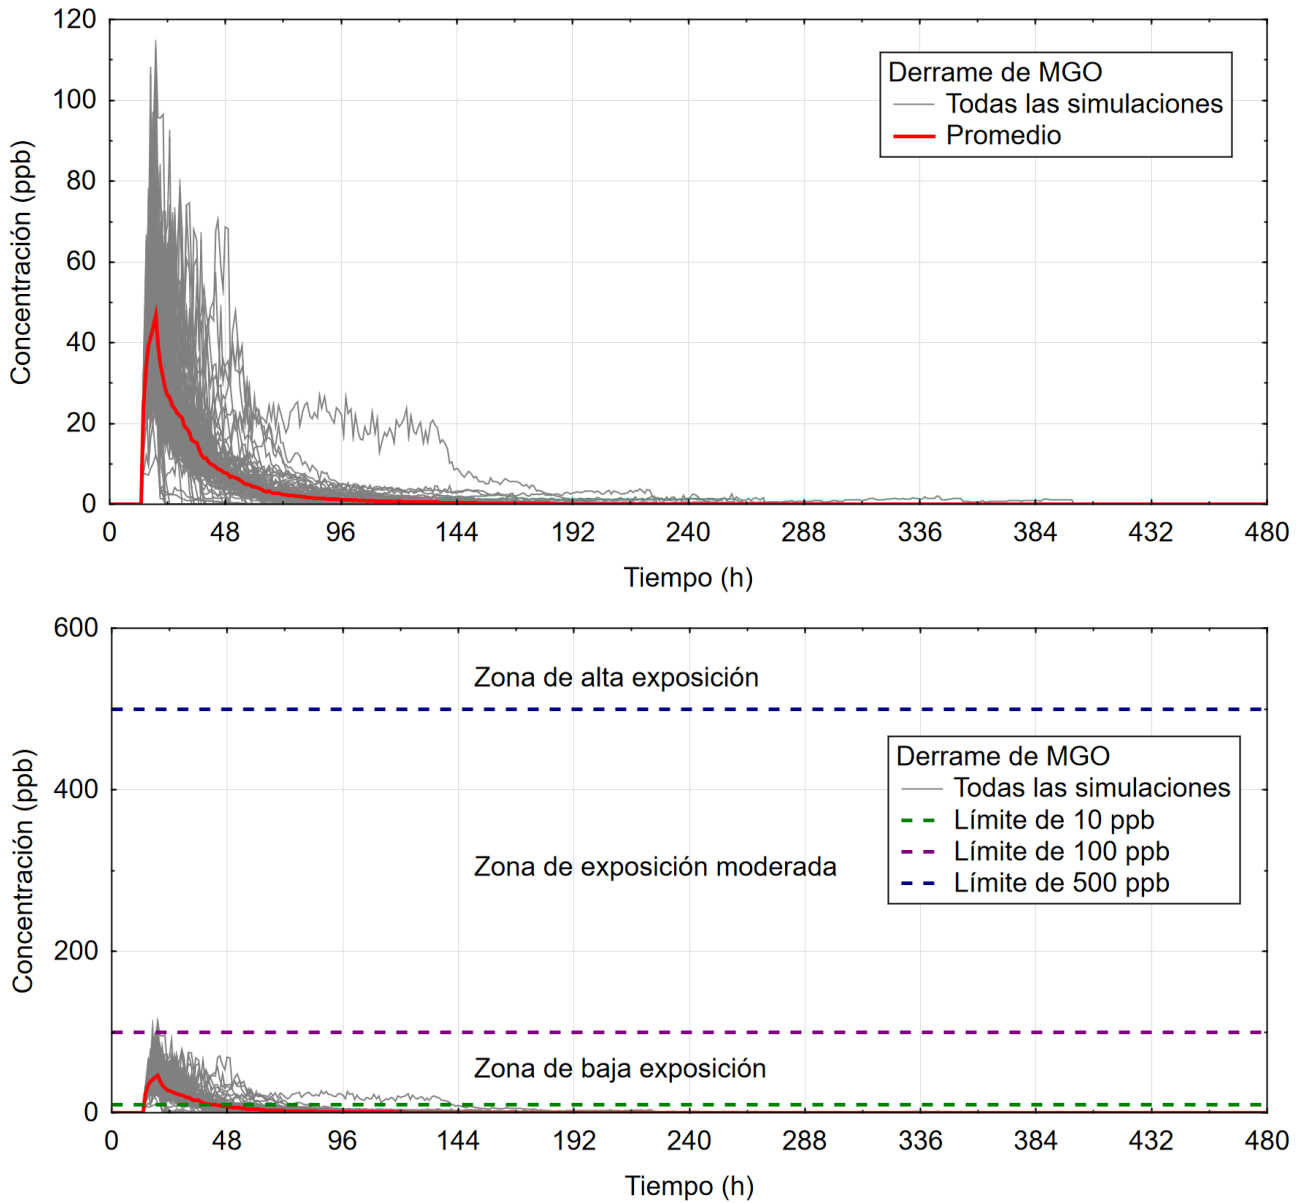 120
100
80
60
40
20
0
Concentración (ppb)
Derrame de MGO
Todas las simulaciones
Promedio
0 48 96 144 192 240 288 336 384 432 480
Tiempo (h)
600
400
200
0
Concentración (ppb)
Zona de alta exposición
Derrame de MGO
Todas las simulaciones
Límite de 10 ppb
Límite de 100 ppb
Límite de 500 ppb
Zona de exposición moderada
Zona de baja exposición
0 48 96 144 192 240 288 336 384 432 480
Tiempo (h)